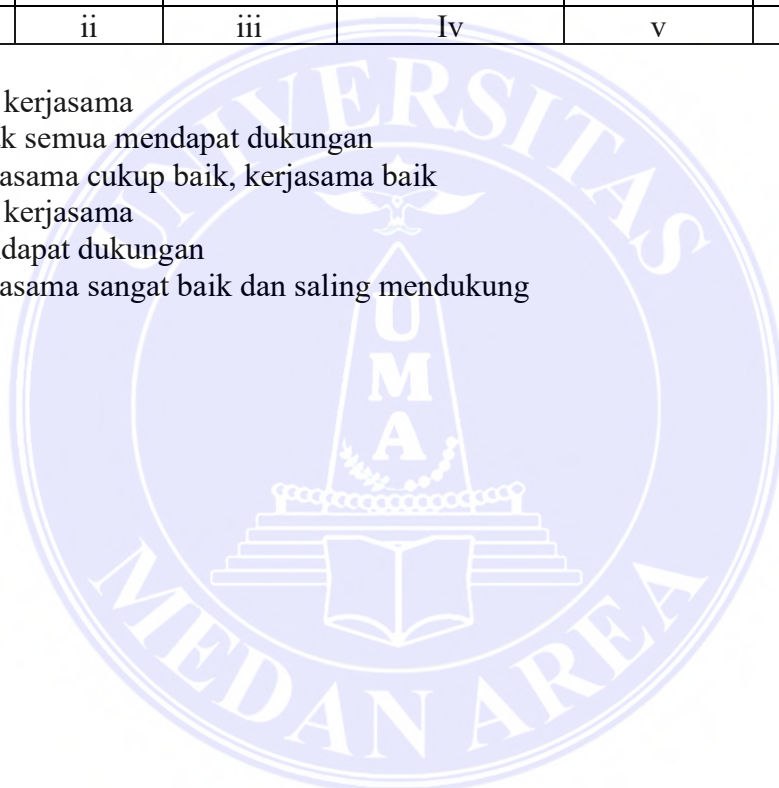 ii iii Iv v
kerjasama
k semua mendapat dukungan
asama cukup baik, kerjasama baik
kerjasama
dapat dukungan
asama sangat baik dan saling mendukung
UNIVERSITAS
UMA
MEDAN AREA